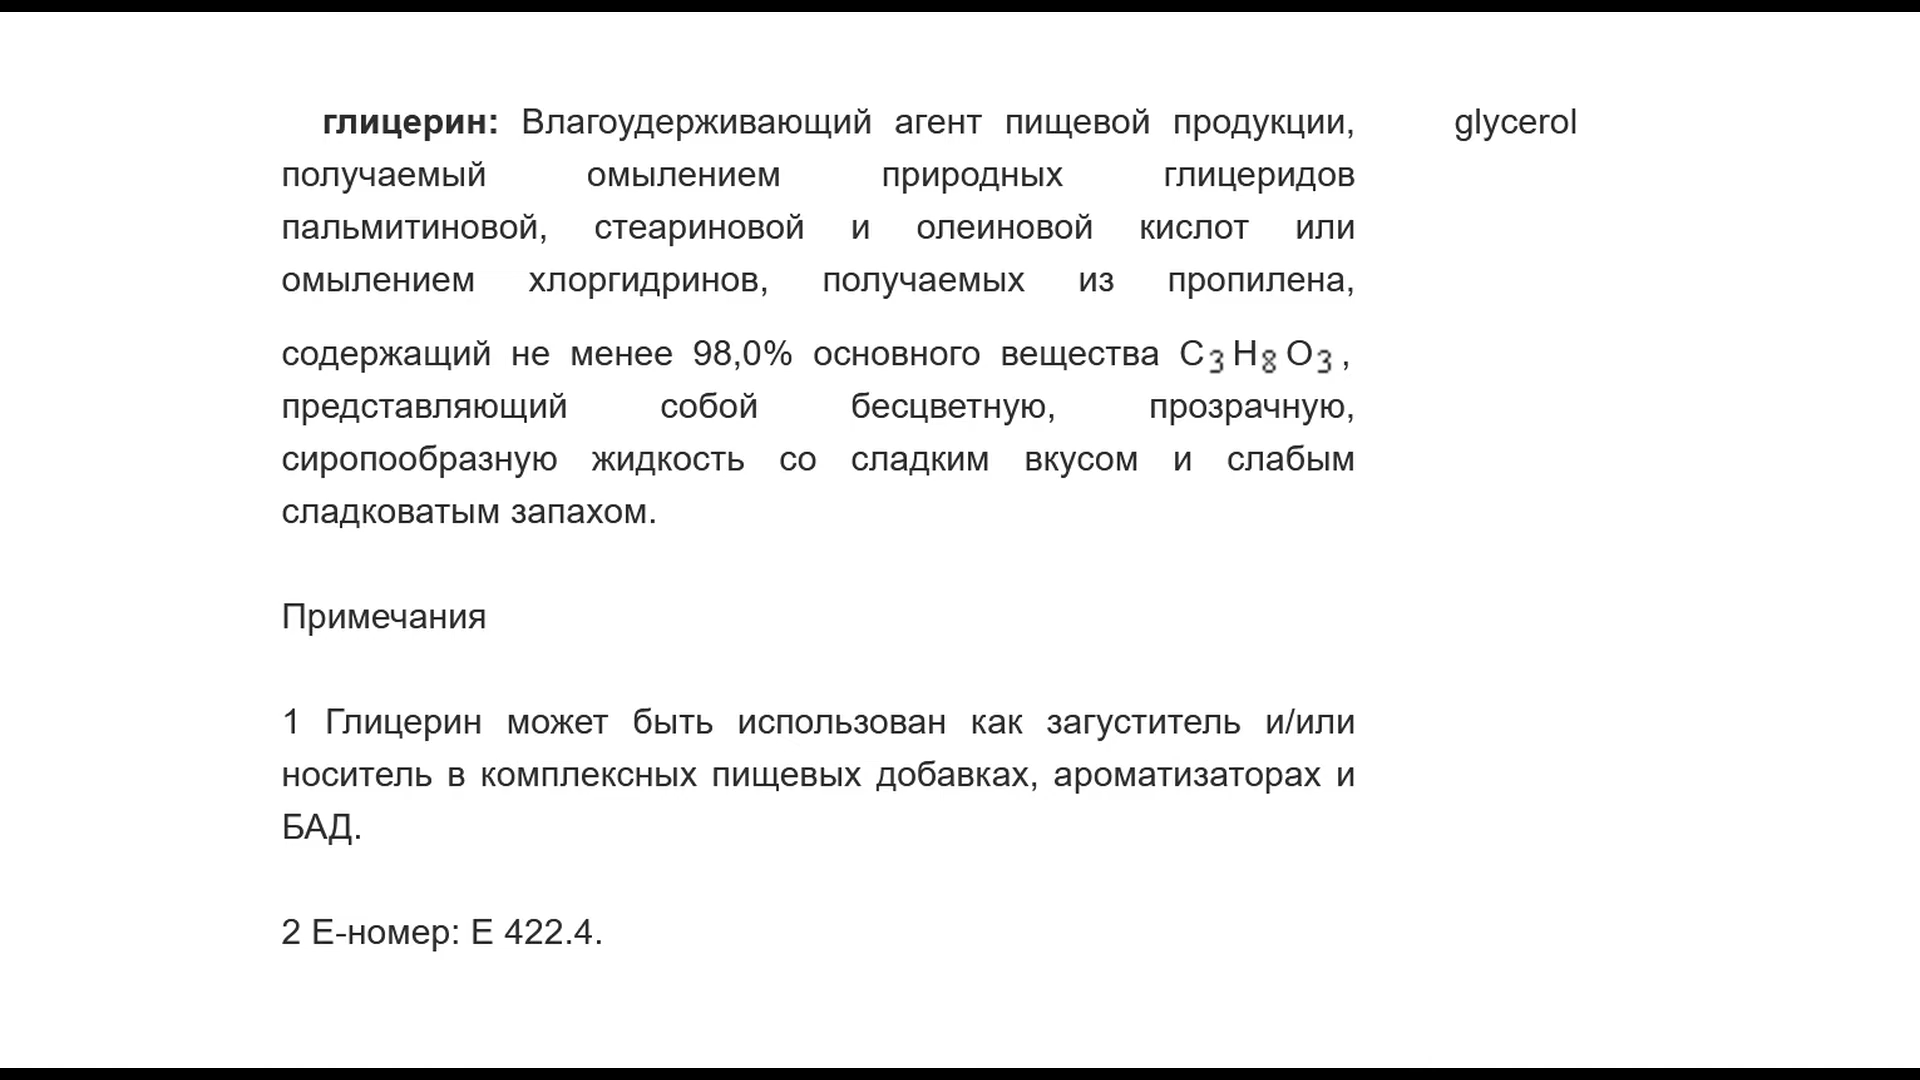 глицерин: Влагоудерживающий агент пищевой продукции, glycerol
получаемый омылением природных глицеридов
пальмитиновой, стеариновой и олеиновой кислот или
омылением хлоргидринов, получаемых из пропилена,
содержащий не менее 98,0% основного вещества C₃H₈O₃,
представляющий собой бесцветную, прозрачную,
сиропообразную жидкость со сладким вкусом и слабым
сладковатым запахом.
Примечания
1 Глицерин может быть использован как загуститель и/или
носитель в комплексных пищевых добавках, ароматизаторах и
БАД.
2 Е-номер: Е 422.4.